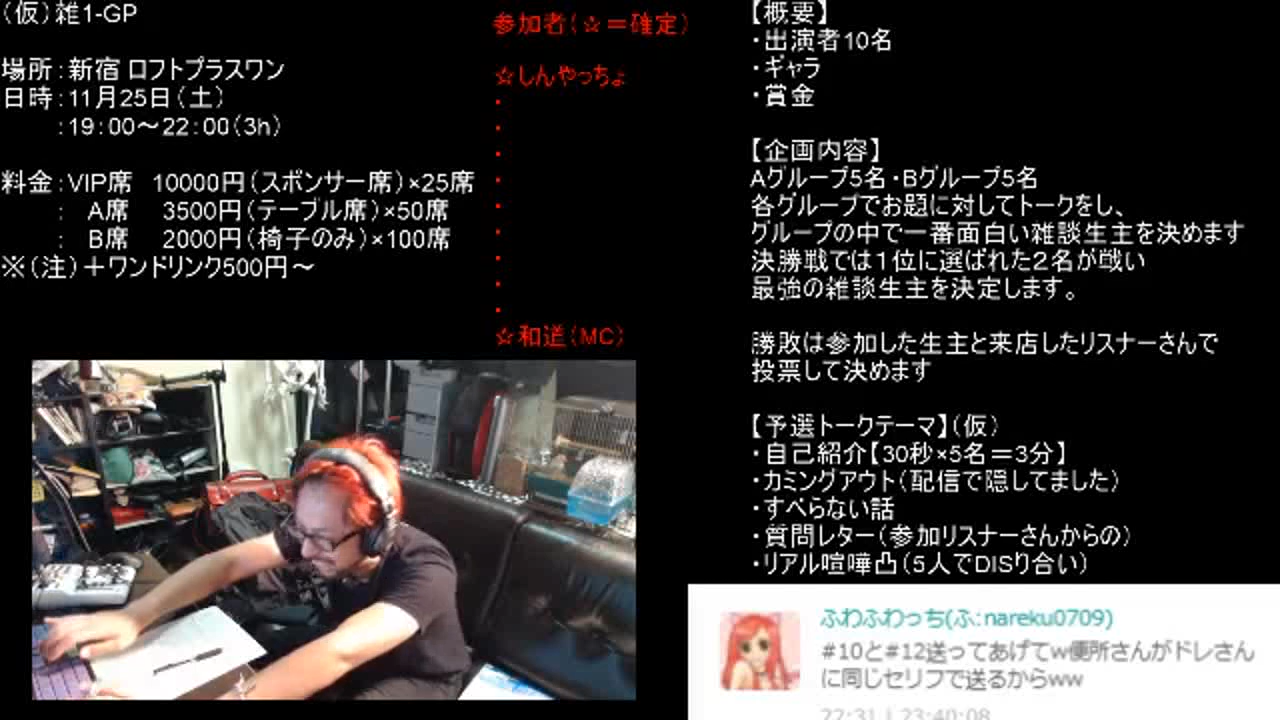 (仮)雑1-GP
場所:新宿 ロフトプラスワン
日時:11月25日(土)
:19:00～22:00(3h)
料金:VIP席 10000円(スポンサー席)×25席
: A席 3500円(テーブル席)×50席
: B席 2000円(椅子のみ)×100席
※(注)＋ワンドリンク500円～
参加者(☆＝確定)
☆しんやっちょ
・
・
・
・
・
・
・
・
・
☆和道(MC)
【概要】
・出演者10名
・ギャラ
・賞金
【企画内容】
Aグループ5名・Bグループ5名
各グループでお題に対してトークをし、
グループの中で一番面白い雑談生主を決めます
決勝戦では1位に選ばれた2名が戦い
最強の雑談生主を決定します。
勝敗は参加した生主と来店したリスナーさんで
投票して決めます
【予選トークテーマ】(仮)
・自己紹介【30秒×5名＝3分】
・カミングアウト(配信で隠してました)
・すべらない話
・質問レター(参加リスナーさんからの)
・リアル喧嘩凸(5人でDISり合い)
ふわふわっち(ふ:nareku0709)
#10と#12送ってあげてw便所さんがドレさん
に同じセリフで送るからww
22:31 | 23:40:08